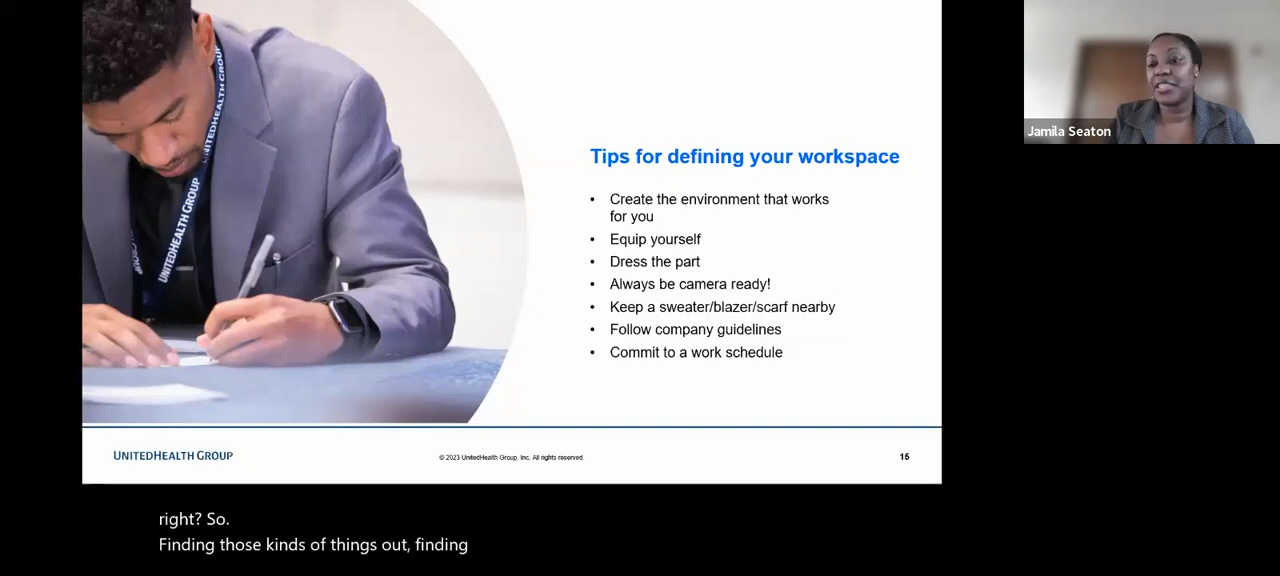 UNITEDHEALTH GROUP
UNITEDHEALTH GROUP
Jamila Seaton
Tips for defining your workspace
• Create the environment that works
for you
• Equip yourself
• Dress the part
• Always be camera ready!
• Keep a sweater/blazer/scarf nearby
• Follow company guidelines
• Commit to a work schedule
UNITEDHEALTH GROUP
© 2023 UnitedHealth Group, Inc. All rights reserved.
15
right? So.
Finding those kinds of things out, finding